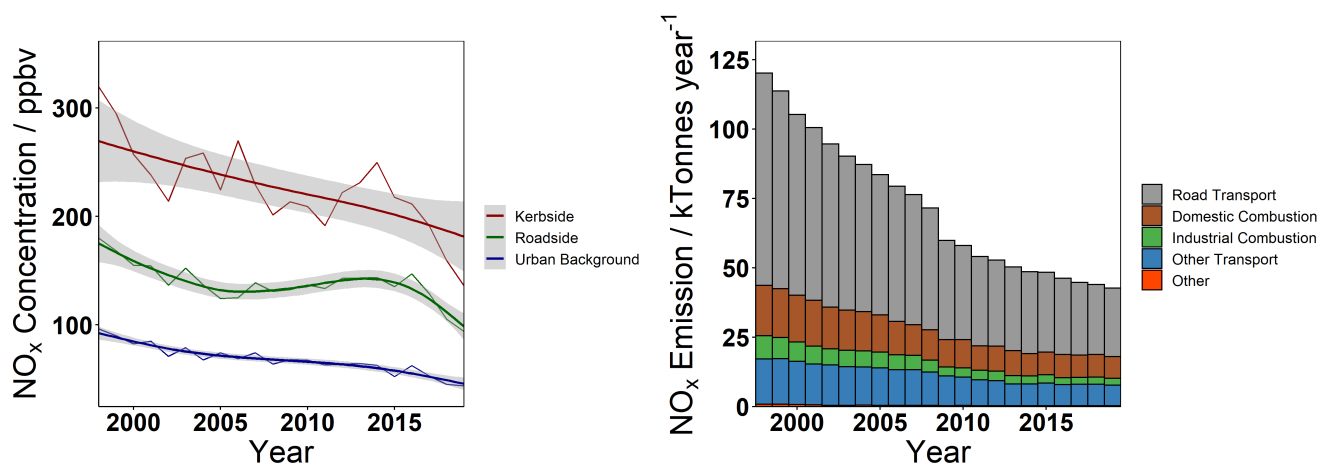 NOₓ Concentration / ppbv
300
200
100
2000 2005 2010 2015
Year
Kerbside
Roadside
Urban Background
NOₓ Emission / kTonnes year⁻¹
125
100
75
50
25
0
2000 2005 2010 2015
Year
Road Transport
Domestic Combustion
Industrial Combustion
Other Transport
Other